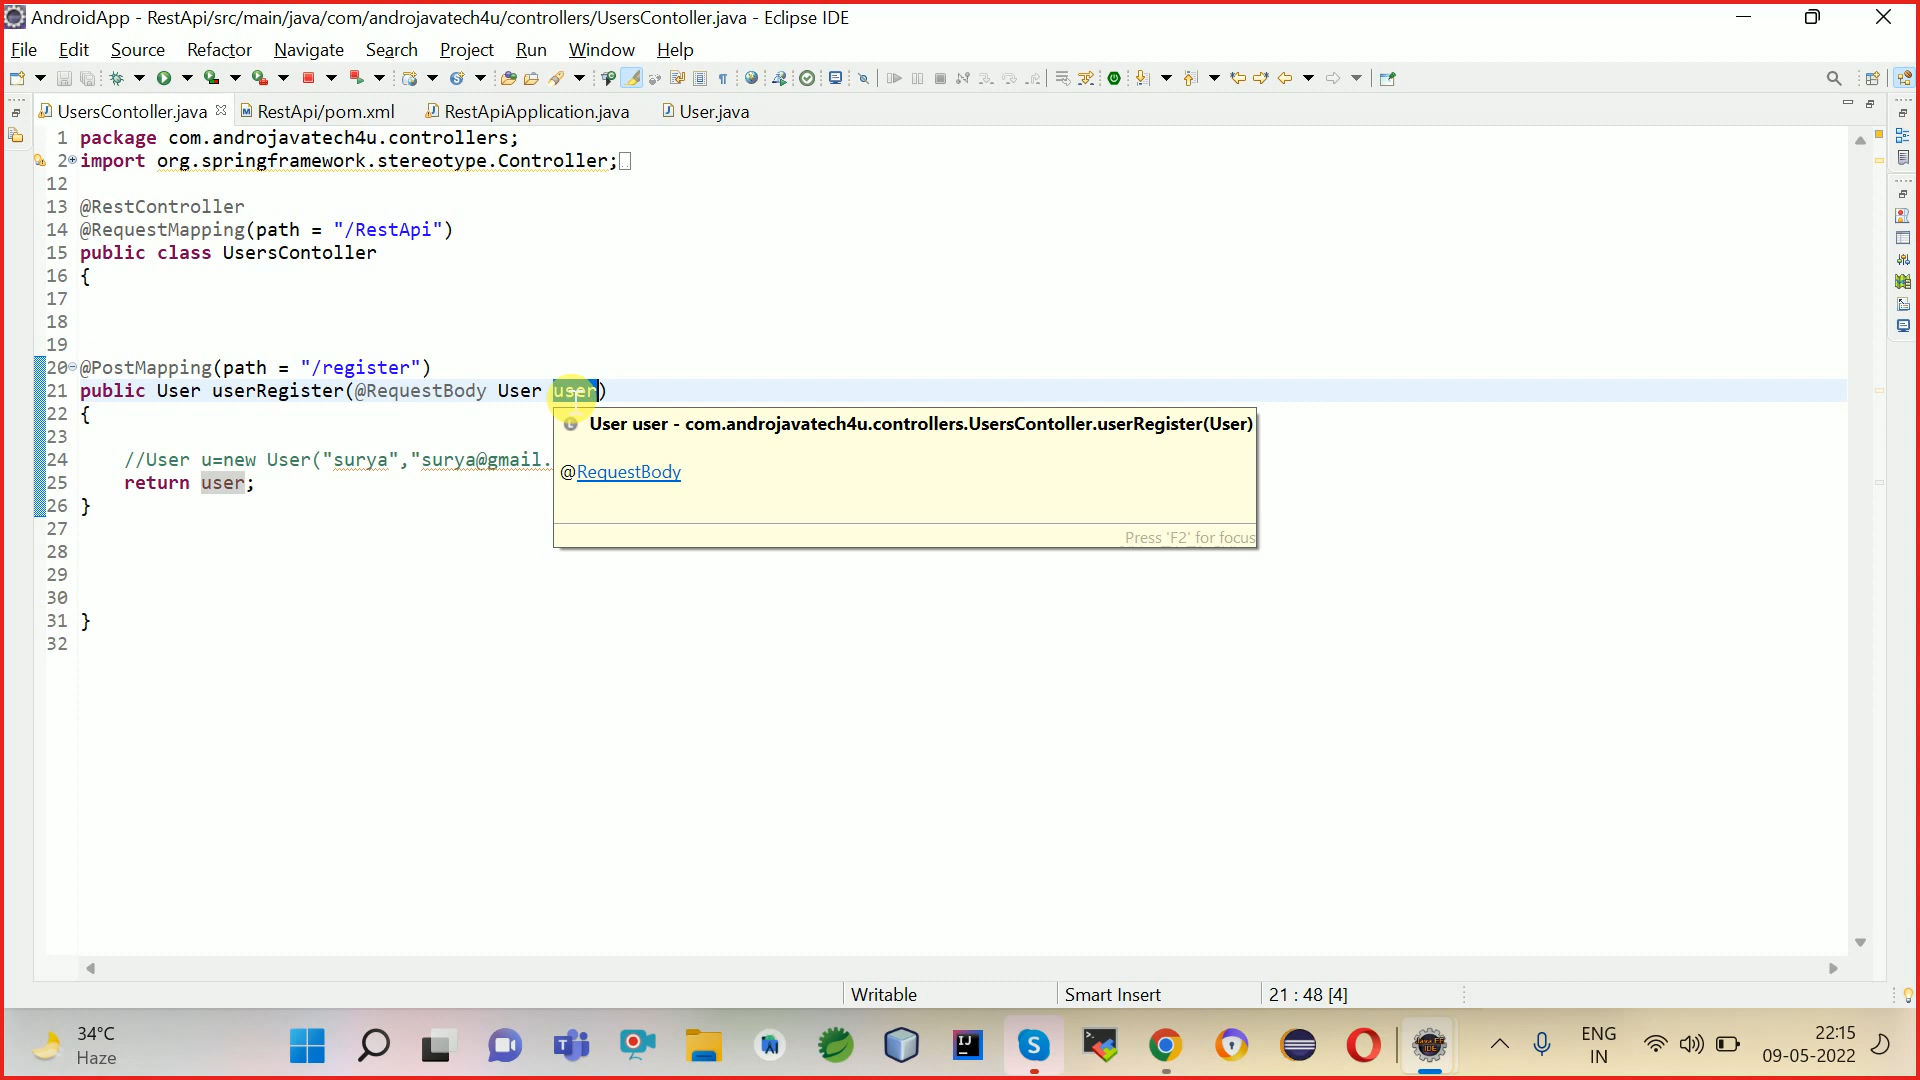 AndroidApp - RestApi/src/main/java/com/androjavatech4u/controllers/UsersContoller.java - Eclipse IDE
File Edit Source Refactor Navigate Search Project Run Window Help
UsersContoller.java RestApi/pom.xml RestApiApplication.java User.java
1 package com.androjavatech4u.controllers;
2 import org.springframework.stereotype.Controller;
12
13 @RestController
14 @RequestMapping(path = "/RestApi")
15 public class UsersContoller
16 {
17
18
19
20 @PostMapping(path = "/register")
21 public User userRegister(@RequestBody User user)
22 {
User user - com.androjavatech4u.controllers.UsersContoller.userRegister(User)
23
24 //User u=new User("surya","surya@gmail.
@RequestBody
25 return user;
26 }
27
Press 'F2' for focus
28
29
30
31 }
32
Writable Smart Insert 21 : 48 [4]
34°C
Haze
ENG
IN
22:15
09-05-2022